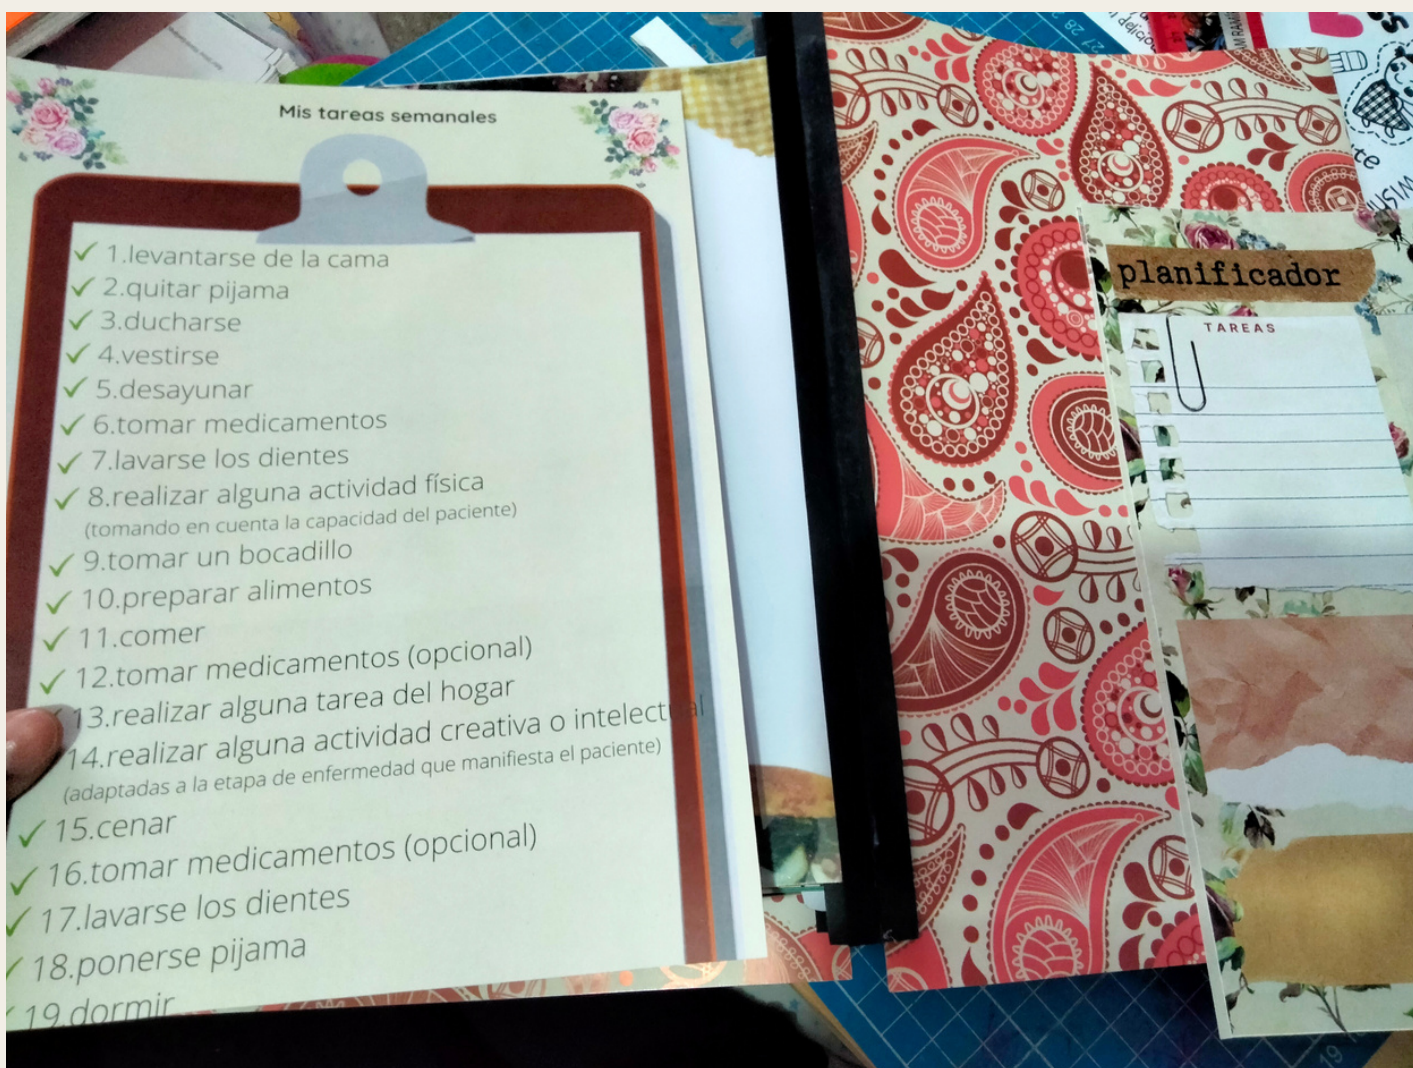 Mis tareas semanales
1.levantarse de la cama
2.quitar pijama
3.ducharse
4.vestirse
5.desayunar
6.tomar medicamentos
7.lavarse los dientes
8.realizar alguna actividad física
(tomando en cuenta la capacidad del paciente)
9.tomar un bocadillo
10.preparar alimentos
11.comer
12.tomar medicamentos (opcional)
13.realizar alguna tarea del hogar
14.realizar alguna actividad creativa o intelectual
(adaptadas a la etapa de enfermedad que manifiesta el paciente)
15.cenar
16.tomar medicamentos (opcional)
17.lavarse los dientes
18.ponerse pijama
19.dormir
planificador
TAREAS
28
27
19